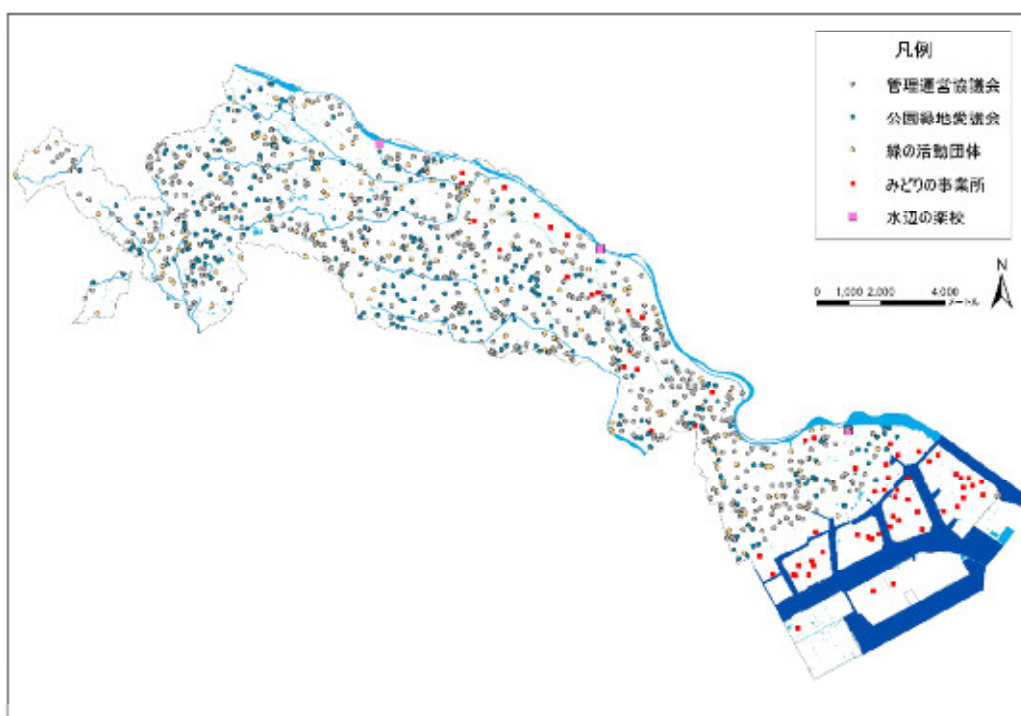 凡例
管理運営協議会
公園緑地愛護会
緑の活動団体
みどりの事業所
水辺の楽校
N
0 1,000 2,000 4,000
メートル